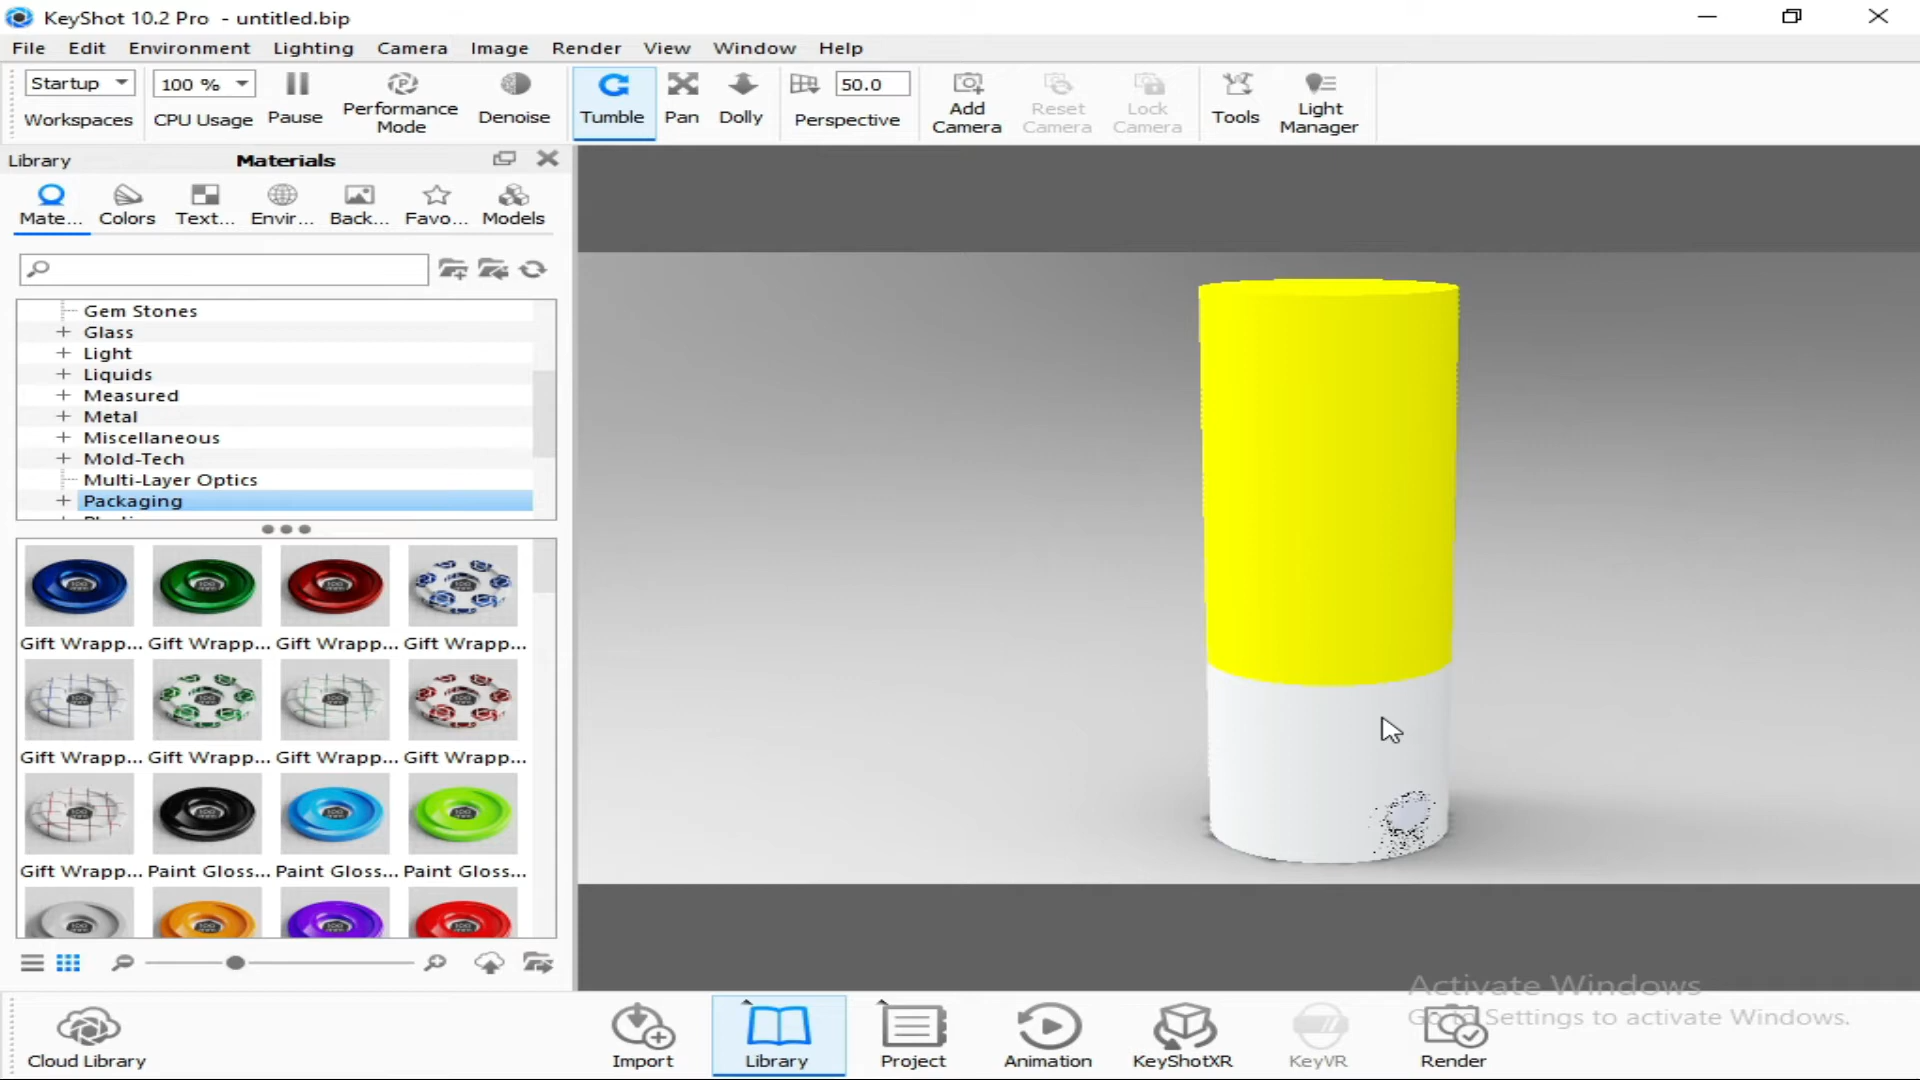 KeyShot 10.2 Pro - untitled.bip
File Edit Environment Lighting Camera Image Render View Window Help
Startup 100 % 50.0
Workspaces CPU Usage Pause Performance Mode Denoise Tumble Pan Dolly Perspective Add Camera Reset Camera Lock Camera Tools Light Manager
Library Materials
Mate... Colors Text... Envir... Back... Favo... Models
Gem Stones
Glass
Light
Liquids
Measured
Metal
Miscellaneous
Mold-Tech
Multi-Layer Optics
Packaging
Gift Wrapp... Gift Wrapp... Gift Wrapp... Gift Wrapp...
Gift Wrapp... Gift Wrapp... Gift Wrapp... Gift Wrapp...
Gift Wrapp... Paint Gloss... Paint Gloss... Paint Gloss...
Activate Windows
Go to Settings to activate Windows.
Cloud Library Import Library Project Animation KeyShotXR KeyVR Render